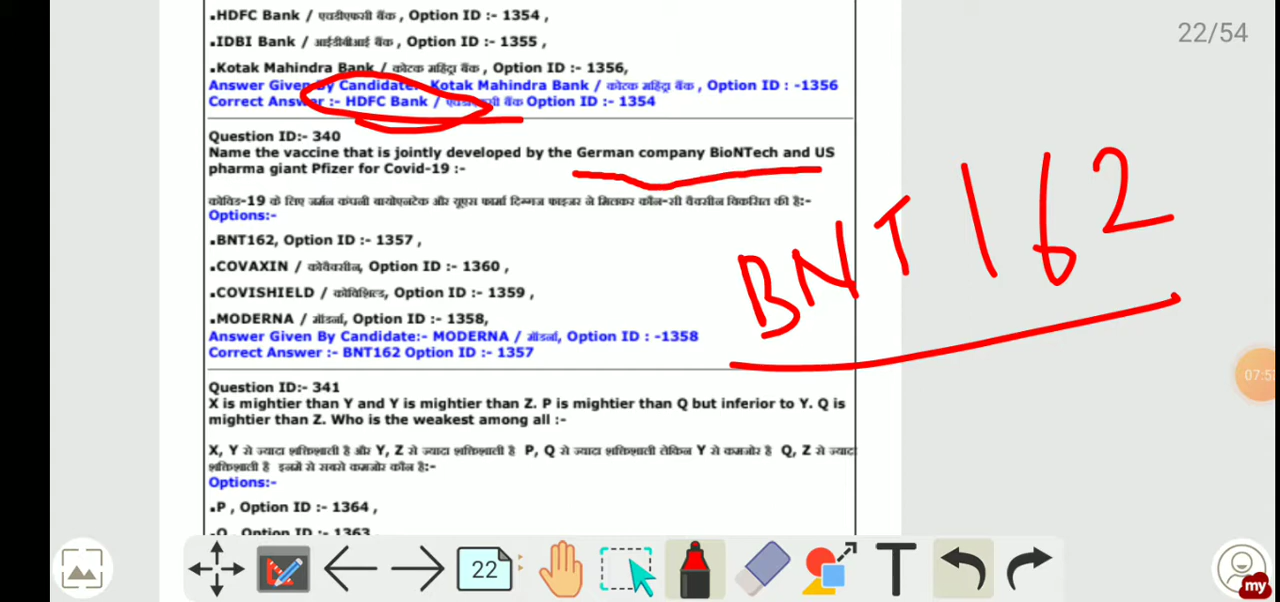 22/54
.HDFC Bank / एचडीएफसी बैंक , Option ID :- 1354 ,
.IDBI Bank / आईडीबीआई बैंक , Option ID :- 1355 ,
.Kotak Mahindra Bank / कोटक महिंद्रा बैंक , Option ID :- 1356,
Answer Given By Candidate:- Kotak Mahindra Bank / कोटक महिंद्रा बैंक , Option ID : -1356
Correct Answer :- HDFC Bank / एचडीएफसी बैंक Option ID :- 1354
Question ID:- 340
Name the vaccine that is jointly developed by the German company BioNTech and US
pharma giant Pfizer for Covid-19 :-
कोविड-19 के लिए जर्मन कंपनी बायोएनटेक और यूएस फार्मा दिग्गज फाइजर ने मिलकर कौन-सी वैक्सीन विकसित की है:-
Options:-
.BNT162, Option ID :- 1357 ,
.COVAXIN / कोवैक्सीन, Option ID :- 1360 ,
.COVISHIELD / कोविशिल्ड, Option ID :- 1359 ,
.MODERNA / मॉडर्ना, Option ID :- 1358,
Answer Given By Candidate:- MODERNA / मॉडर्ना, Option ID : -1358
Correct Answer :- BNT162 Option ID :- 1357
BNT162
Question ID:- 341
X is mightier than Y and Y is mightier than Z. P is mightier than Q but inferior to Y. Q is
mightier than Z. Who is the weakest among all :-
X, Y से ज्यादा शक्तिशाली है और Y, Z से ज्यादा शक्तिशाली है P, Q से ज्यादा शक्तिशाली लेकिन Y से कमजोर है Q, Z से ज्यादा
शक्तिशाली है इनमें से सबसे कमजोर कौन है:-
Options:-
.P , Option ID :- 1364 ,
.Q , Option ID :- 1363
22
T
my